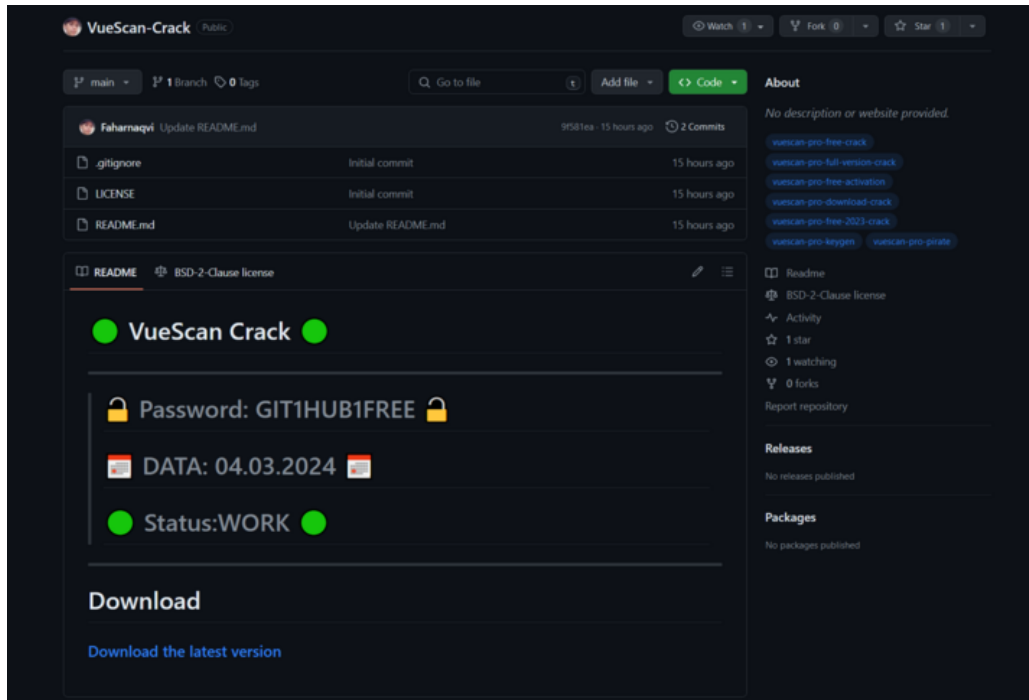 VueScan-Crack Public
Watch 1 Fork 0 Star 1
main 1 Branch 0 Tags Go to file t Add file Code
Faharnaqvi Update README.md 9f581ea · 15 hours ago 2 Commits
.gitignore Initial commit 15 hours ago
LICENSE Initial commit 15 hours ago
README.md Update README.md 15 hours ago
README BSD-2-Clause license
VueScan Crack
Password: GIT1HUB1FREE
DATA: 04.03.2024
Status:WORK
Download
Download the latest version
About
No description or website provided.
vuescan-pro-free-crack
vuescan-pro-full-version-crack
vuescan-pro-free-activation
vuescan-pro-download-crack
vuescan-pro-free-2023-crack
vuescan-pro-keygen vuescan-pro-pirate
Readme
BSD-2-Clause license
Activity
1 star
1 watching
0 forks
Report repository
Releases
No releases published
Packages
No packages published